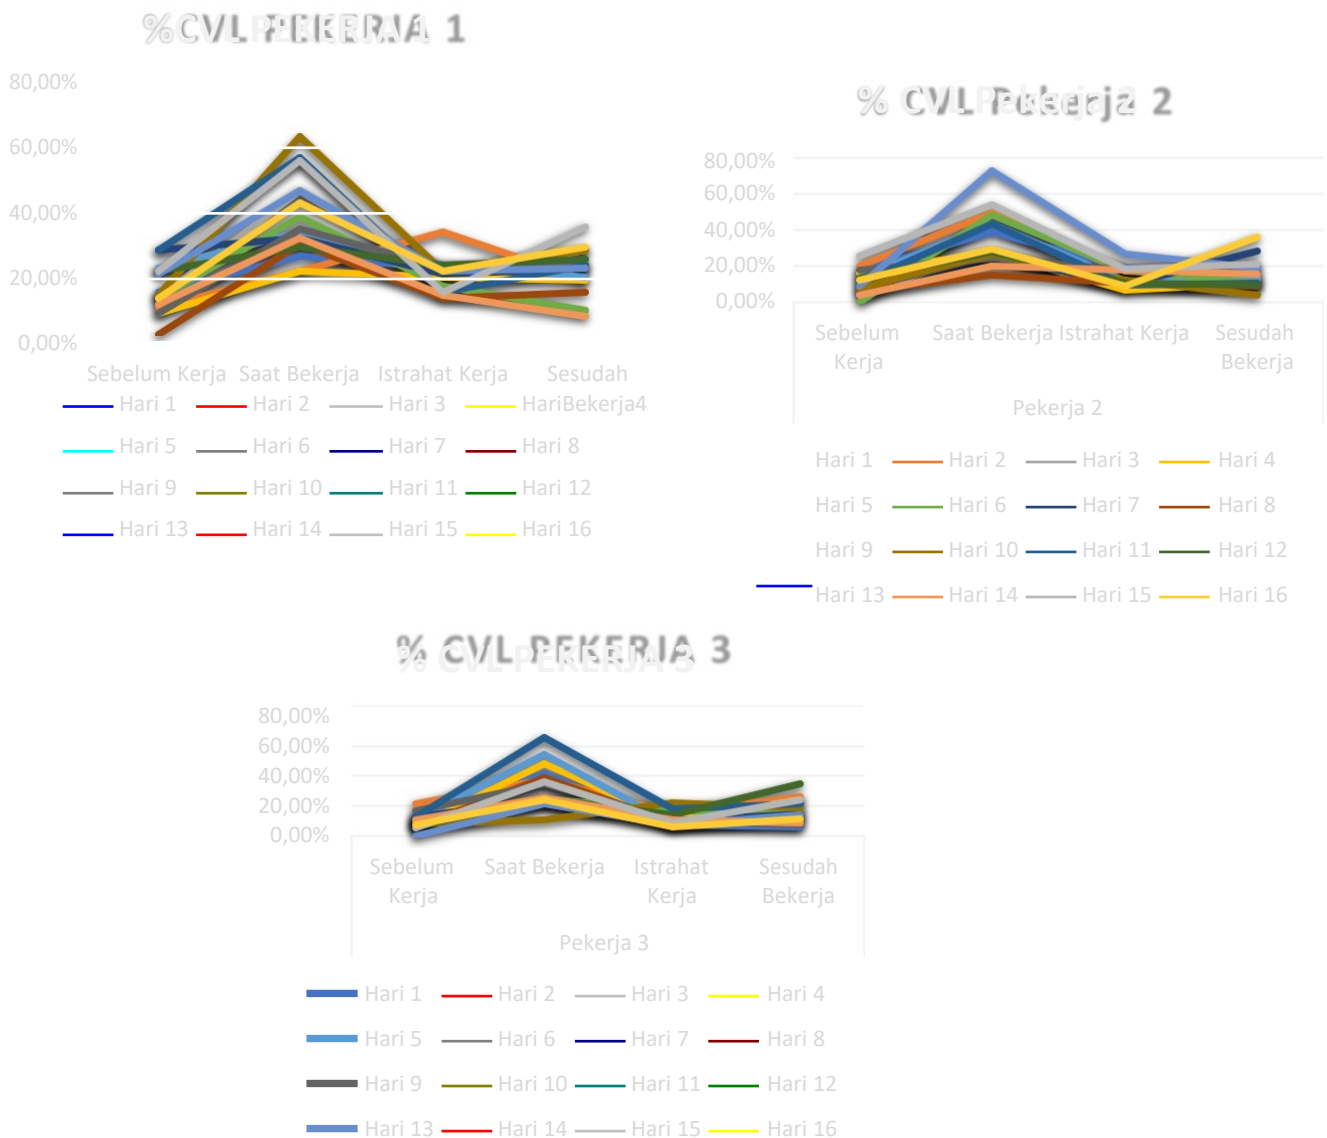 %CVL PEKERJA 1
80,00%
60,00%
40,00%
20,00%
0,00%
Sebelum Kerja Saat Bekerja Istrahat Kerja Sesudah
Hari 1 Hari 2 Hari 3 HariBekerja4
Hari 5 Hari 6 Hari 7 Hari 8
Hari 9 Hari 10 Hari 11 Hari 12
Hari 13 Hari 14 Hari 15 Hari 16
% CVL Pekerja 2
80,00%
60,00%
40,00%
20,00%
0,00%
Sebelum Kerja Saat Bekerja Istrahat Kerja Sesudah Bekerja
Pekerja 2
Hari 1 Hari 2 Hari 3 Hari 4
Hari 5 Hari 6 Hari 7 Hari 8
Hari 9 Hari 10 Hari 11 Hari 12
Hari 13 Hari 14 Hari 15 Hari 16
% CVL PEKERJA 3
80,00%
60,00%
40,00%
20,00%
0,00%
Sebelum Kerja Saat Bekerja Istrahat Kerja Sesudah Bekerja
Pekerja 3
Hari 1 Hari 2 Hari 3 Hari 4
Hari 5 Hari 6 Hari 7 Hari 8
Hari 9 Hari 10 Hari 11 Hari 12
Hari 13 Hari 14 Hari 15 Hari 16